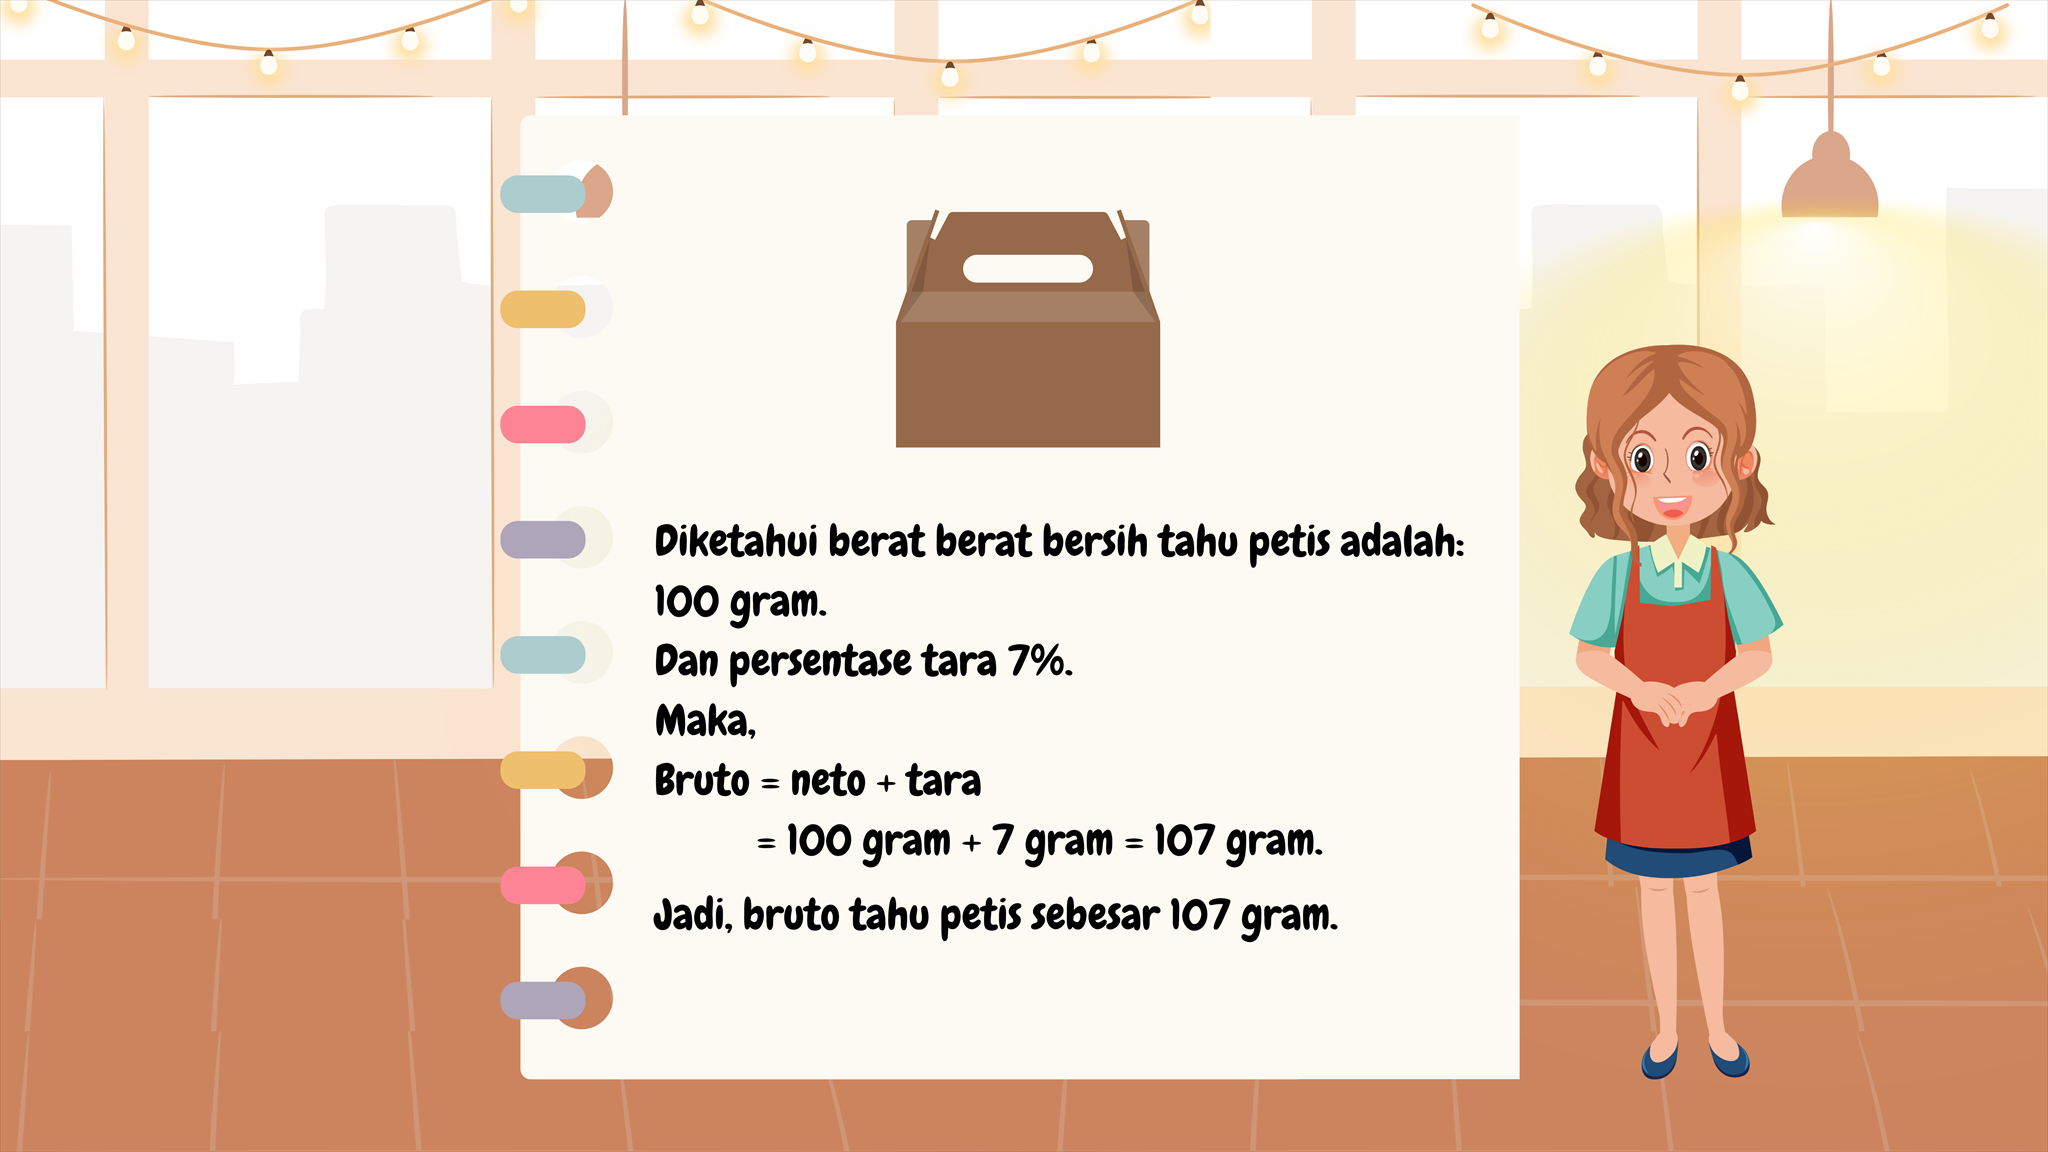 Diketahui berat berat bersih tahu petis adalah:
100 gram.
Dan persentase tara 7%.
Maka,
Bruto = neto + tara
= 100 gram + 7 gram = 107 gram.
Jadi, bruto tahu petis sebesar 107 gram.